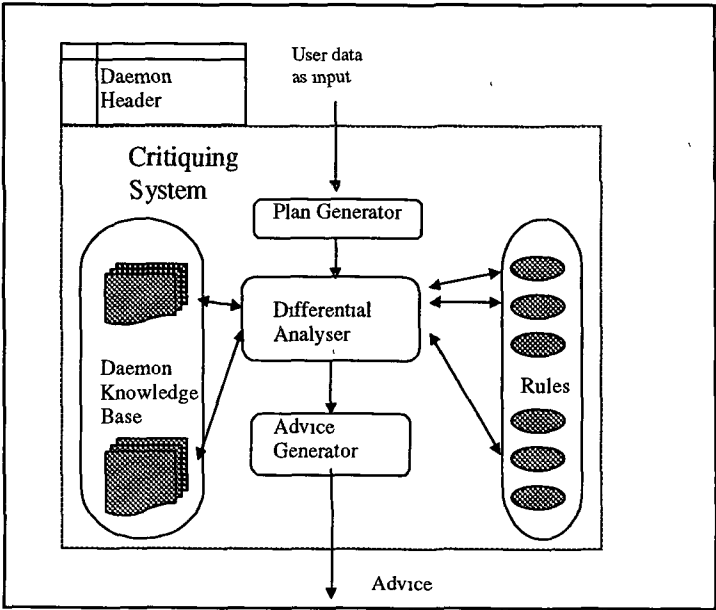 User data
as input
Daemon
Header
Critiquing
System
Plan Generator
Differential
Analyser
Daemon
Knowledge
Base
Rules
Advice
Generator
Advice